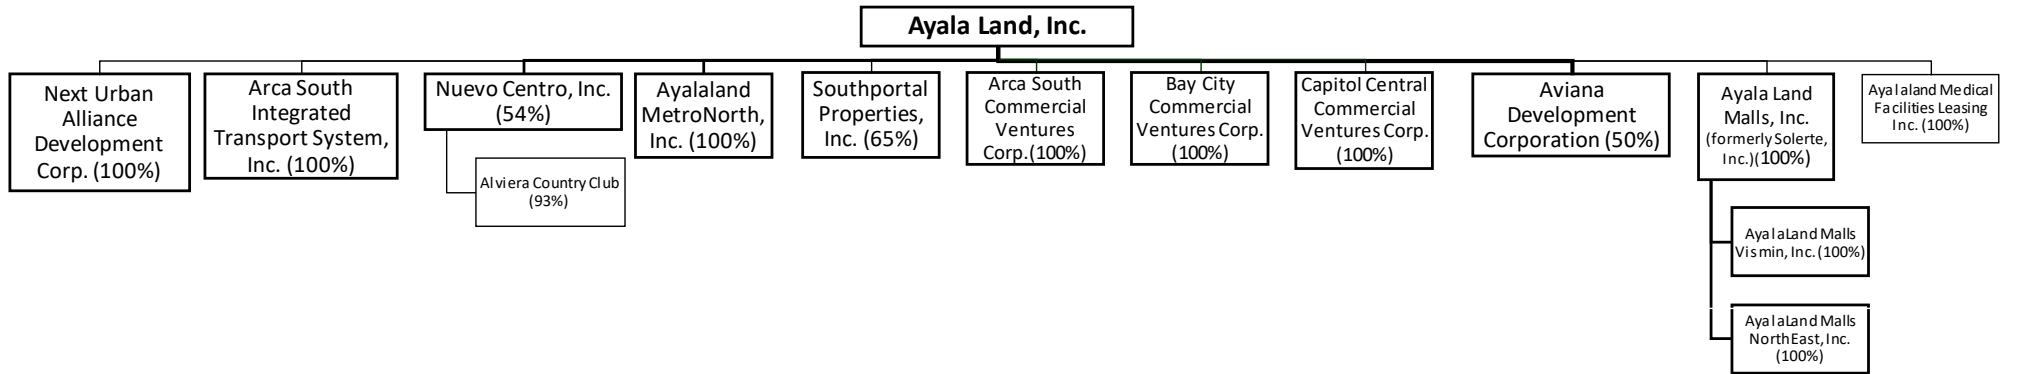 Ayala Land, Inc.
Next Urban
Alliance
Development
Corp. (100%)
Arca South
Integrated
Transport System,
Inc. (100%)
Nuevo Centro, Inc.
(54%)
Alviera Country Club
(93%)
Ayalaland
MetroNorth,
Inc. (100%)
Southportal
Properties,
Inc. (65%)
Arca South
Commercial
Ventures
Corp.(100%)
Bay City
Commercial
Ventures Corp.
(100%)
Capitol Central
Commercial
Ventures Corp.
(100%)
Aviana
Development
Corporation (50%)
Ayala Land
Malls, Inc.
(formerly Solerte,
Inc.)(100%)
AyalaLand Malls
Vismin, Inc. (100%)
AyalaLand Malls
NorthEast, Inc.
(100%)
Ayalaland Medical
Facilities Leasing
Inc. (100%)